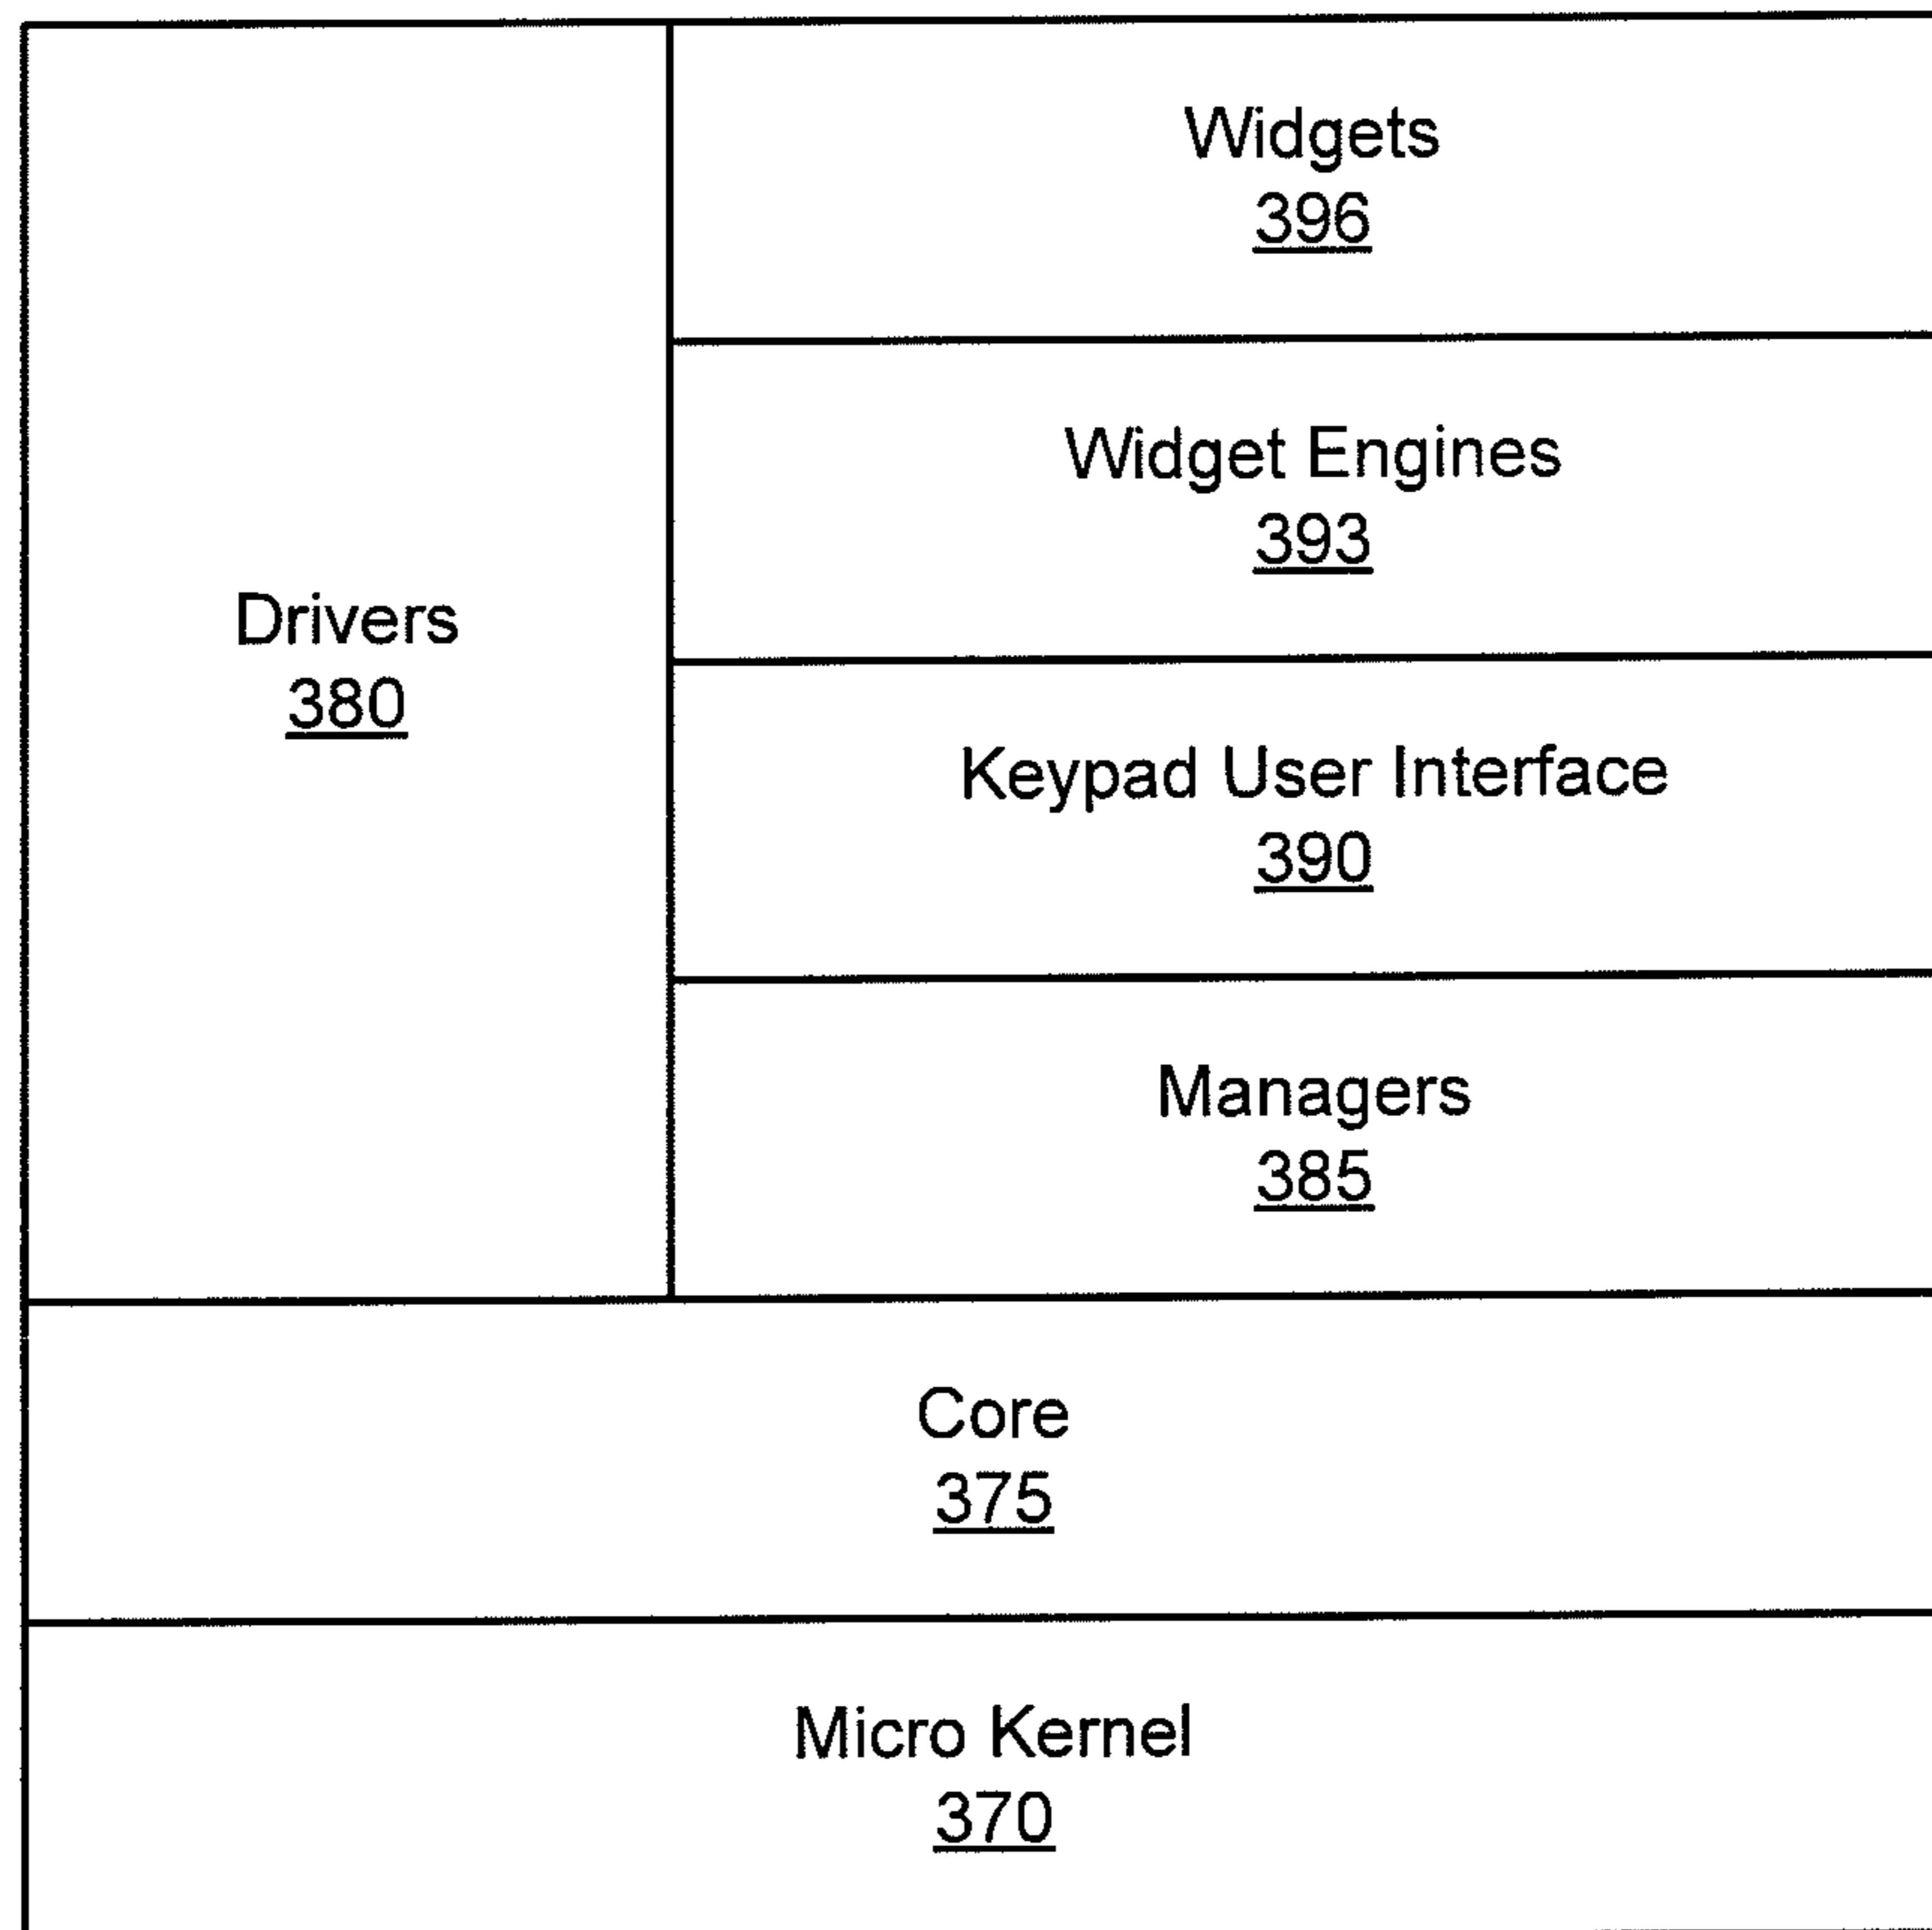 Widgets
396
Widget Engines
393
Drivers
380
Keypad User Interface
390
Managers
385
Core
375
Micro Kernel
370